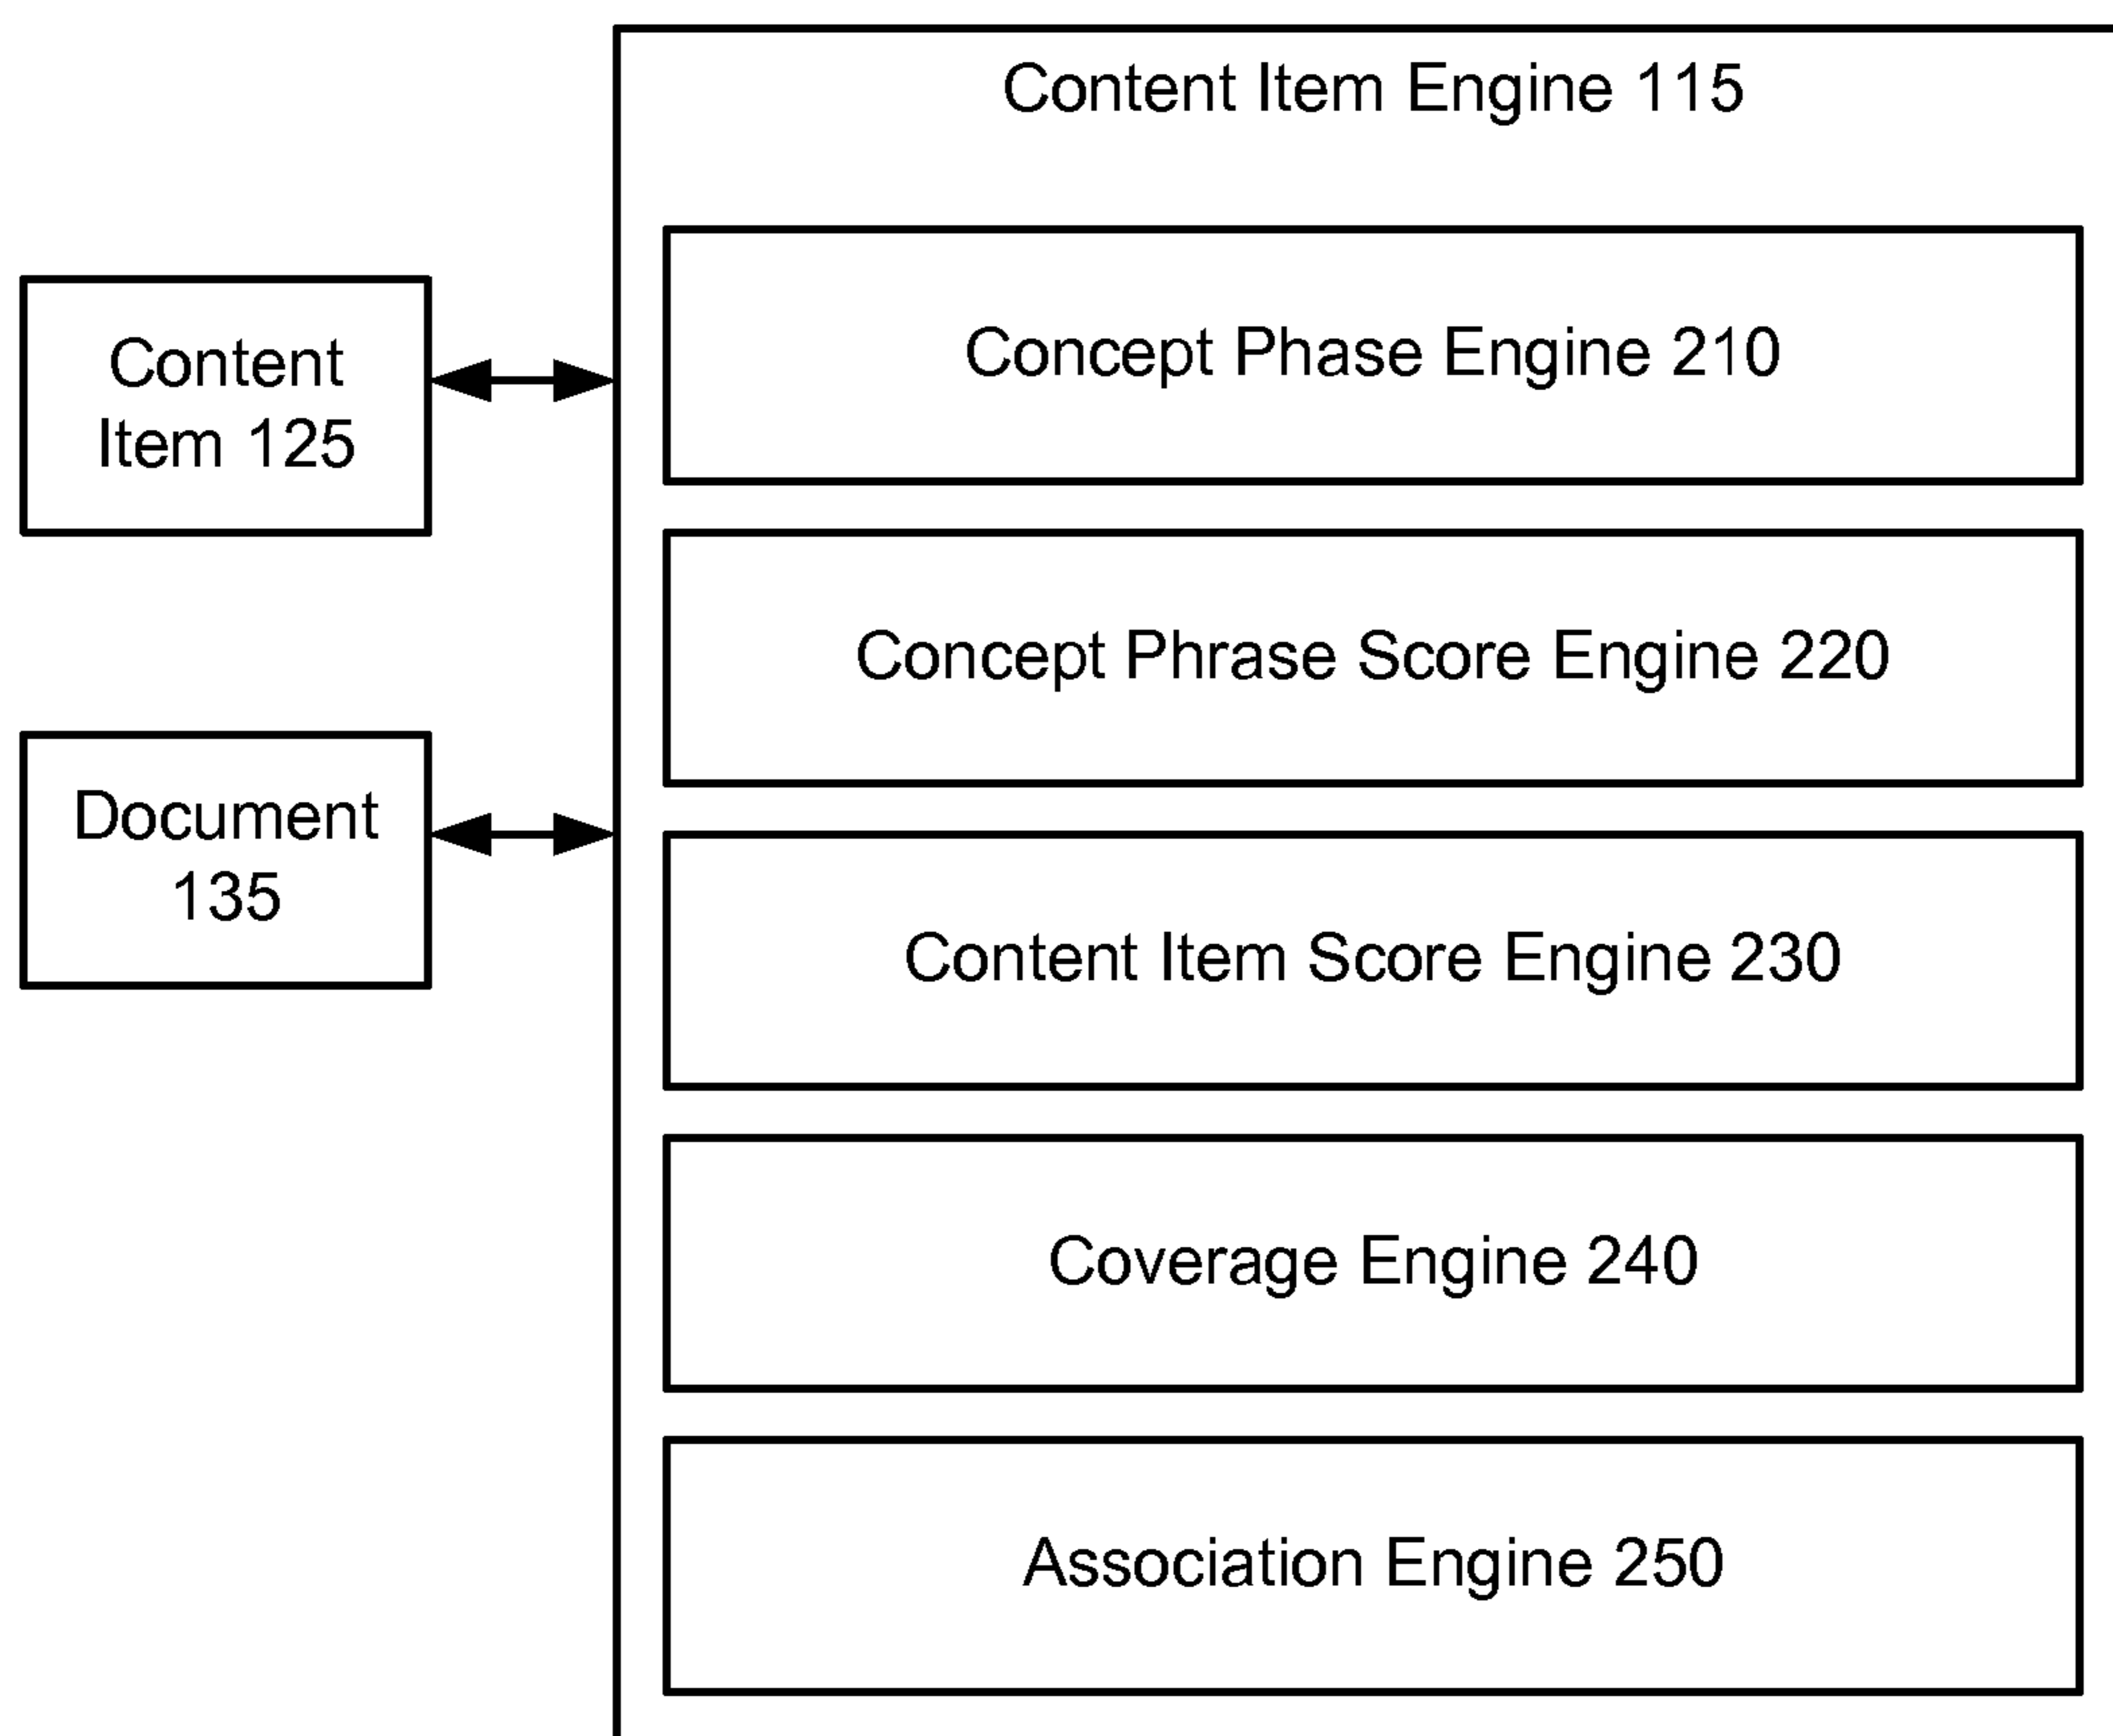 Content Item Engine 115
Content
Item 125
Concept Phase Engine 210
Concept Phrase Score Engine 220
Document
135
Content Item Score Engine 230
Coverage Engine 240
Association Engine 250